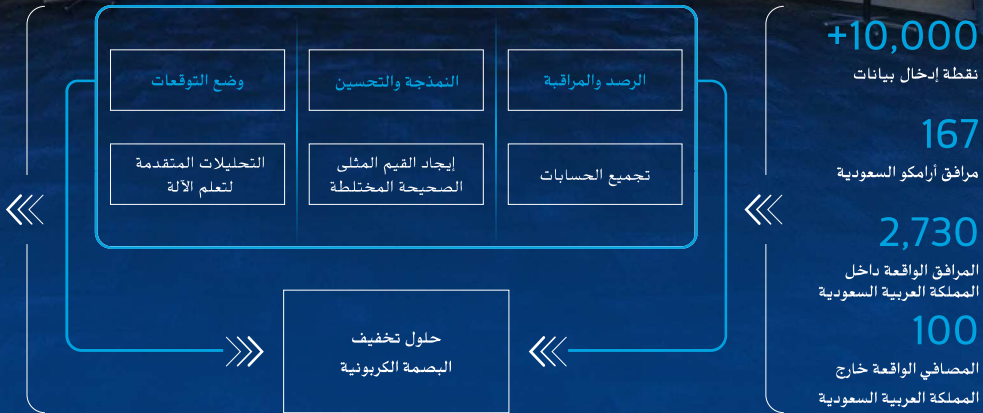 +10,000
نقطة إدخال بيانات
167
مرافق أرامكو السعودية
2,730
المرافق الواقعة داخل
المملكة العربية السعودية
100
المصافي الواقعة خارج
المملكة العربية السعودية
الرصد والمراقبة
النمذجة والتحسين
وضع التوقعات
تجميع الحسابات
إيجاد القيم المثلى
الصحيحة المختلطة
التحليلات المتقدمة
لتعلم الآلة
حلول تخفيف
البصمة الكربونية